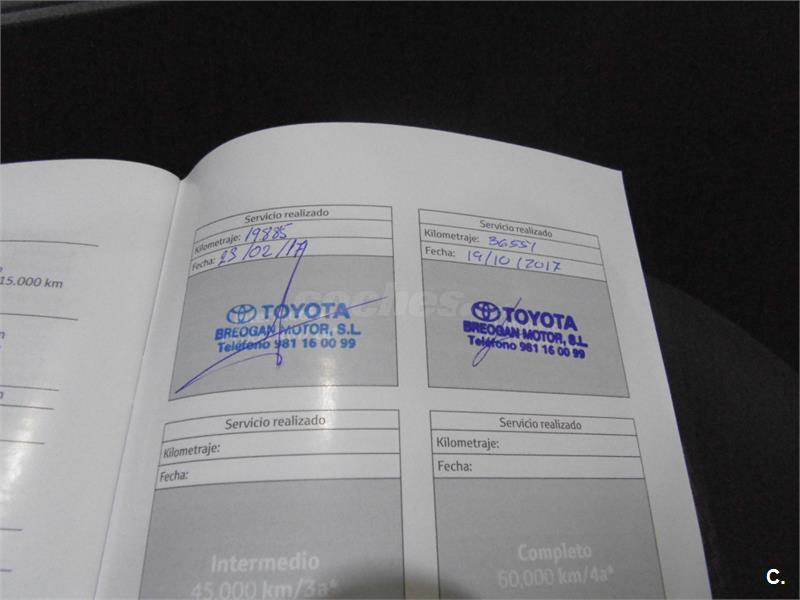 15.000 km
Servicio realizado
Kilometraje: 19885
Fecha: 23/02/17
TOYOTA
BREOGAN MOTOR, S.L.
Teléfono 981 16 00 99
Servicio realizado
Kilometraje: 36551
Fecha: 19/10/2017
TOYOTA
BREOGAN MOTOR, S.L.
Teléfono 981 16 00 99
coches.
Servicio realizado
Kilometraje:
Fecha:
Intermedio
45.000 km/3a*
Servicio realizado
Kilometraje:
Fecha:
Completo
60.000 km/4a*
C.